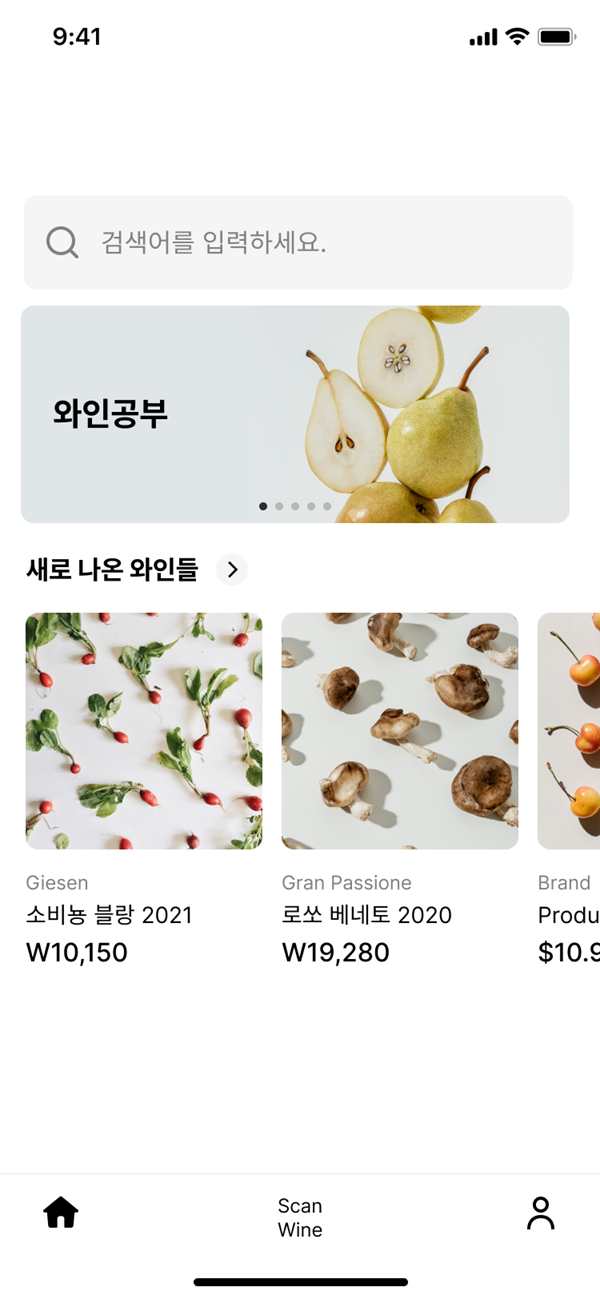 9:41
검색어를 입력하세요.
와인공부
새로 나온 와인들
Giesen
소비뇽 블랑 2021
W10,150
Gran Passione
로쏘 베네토 2020
W19,280
Brand
Produ
$10.9
Scan
Wine